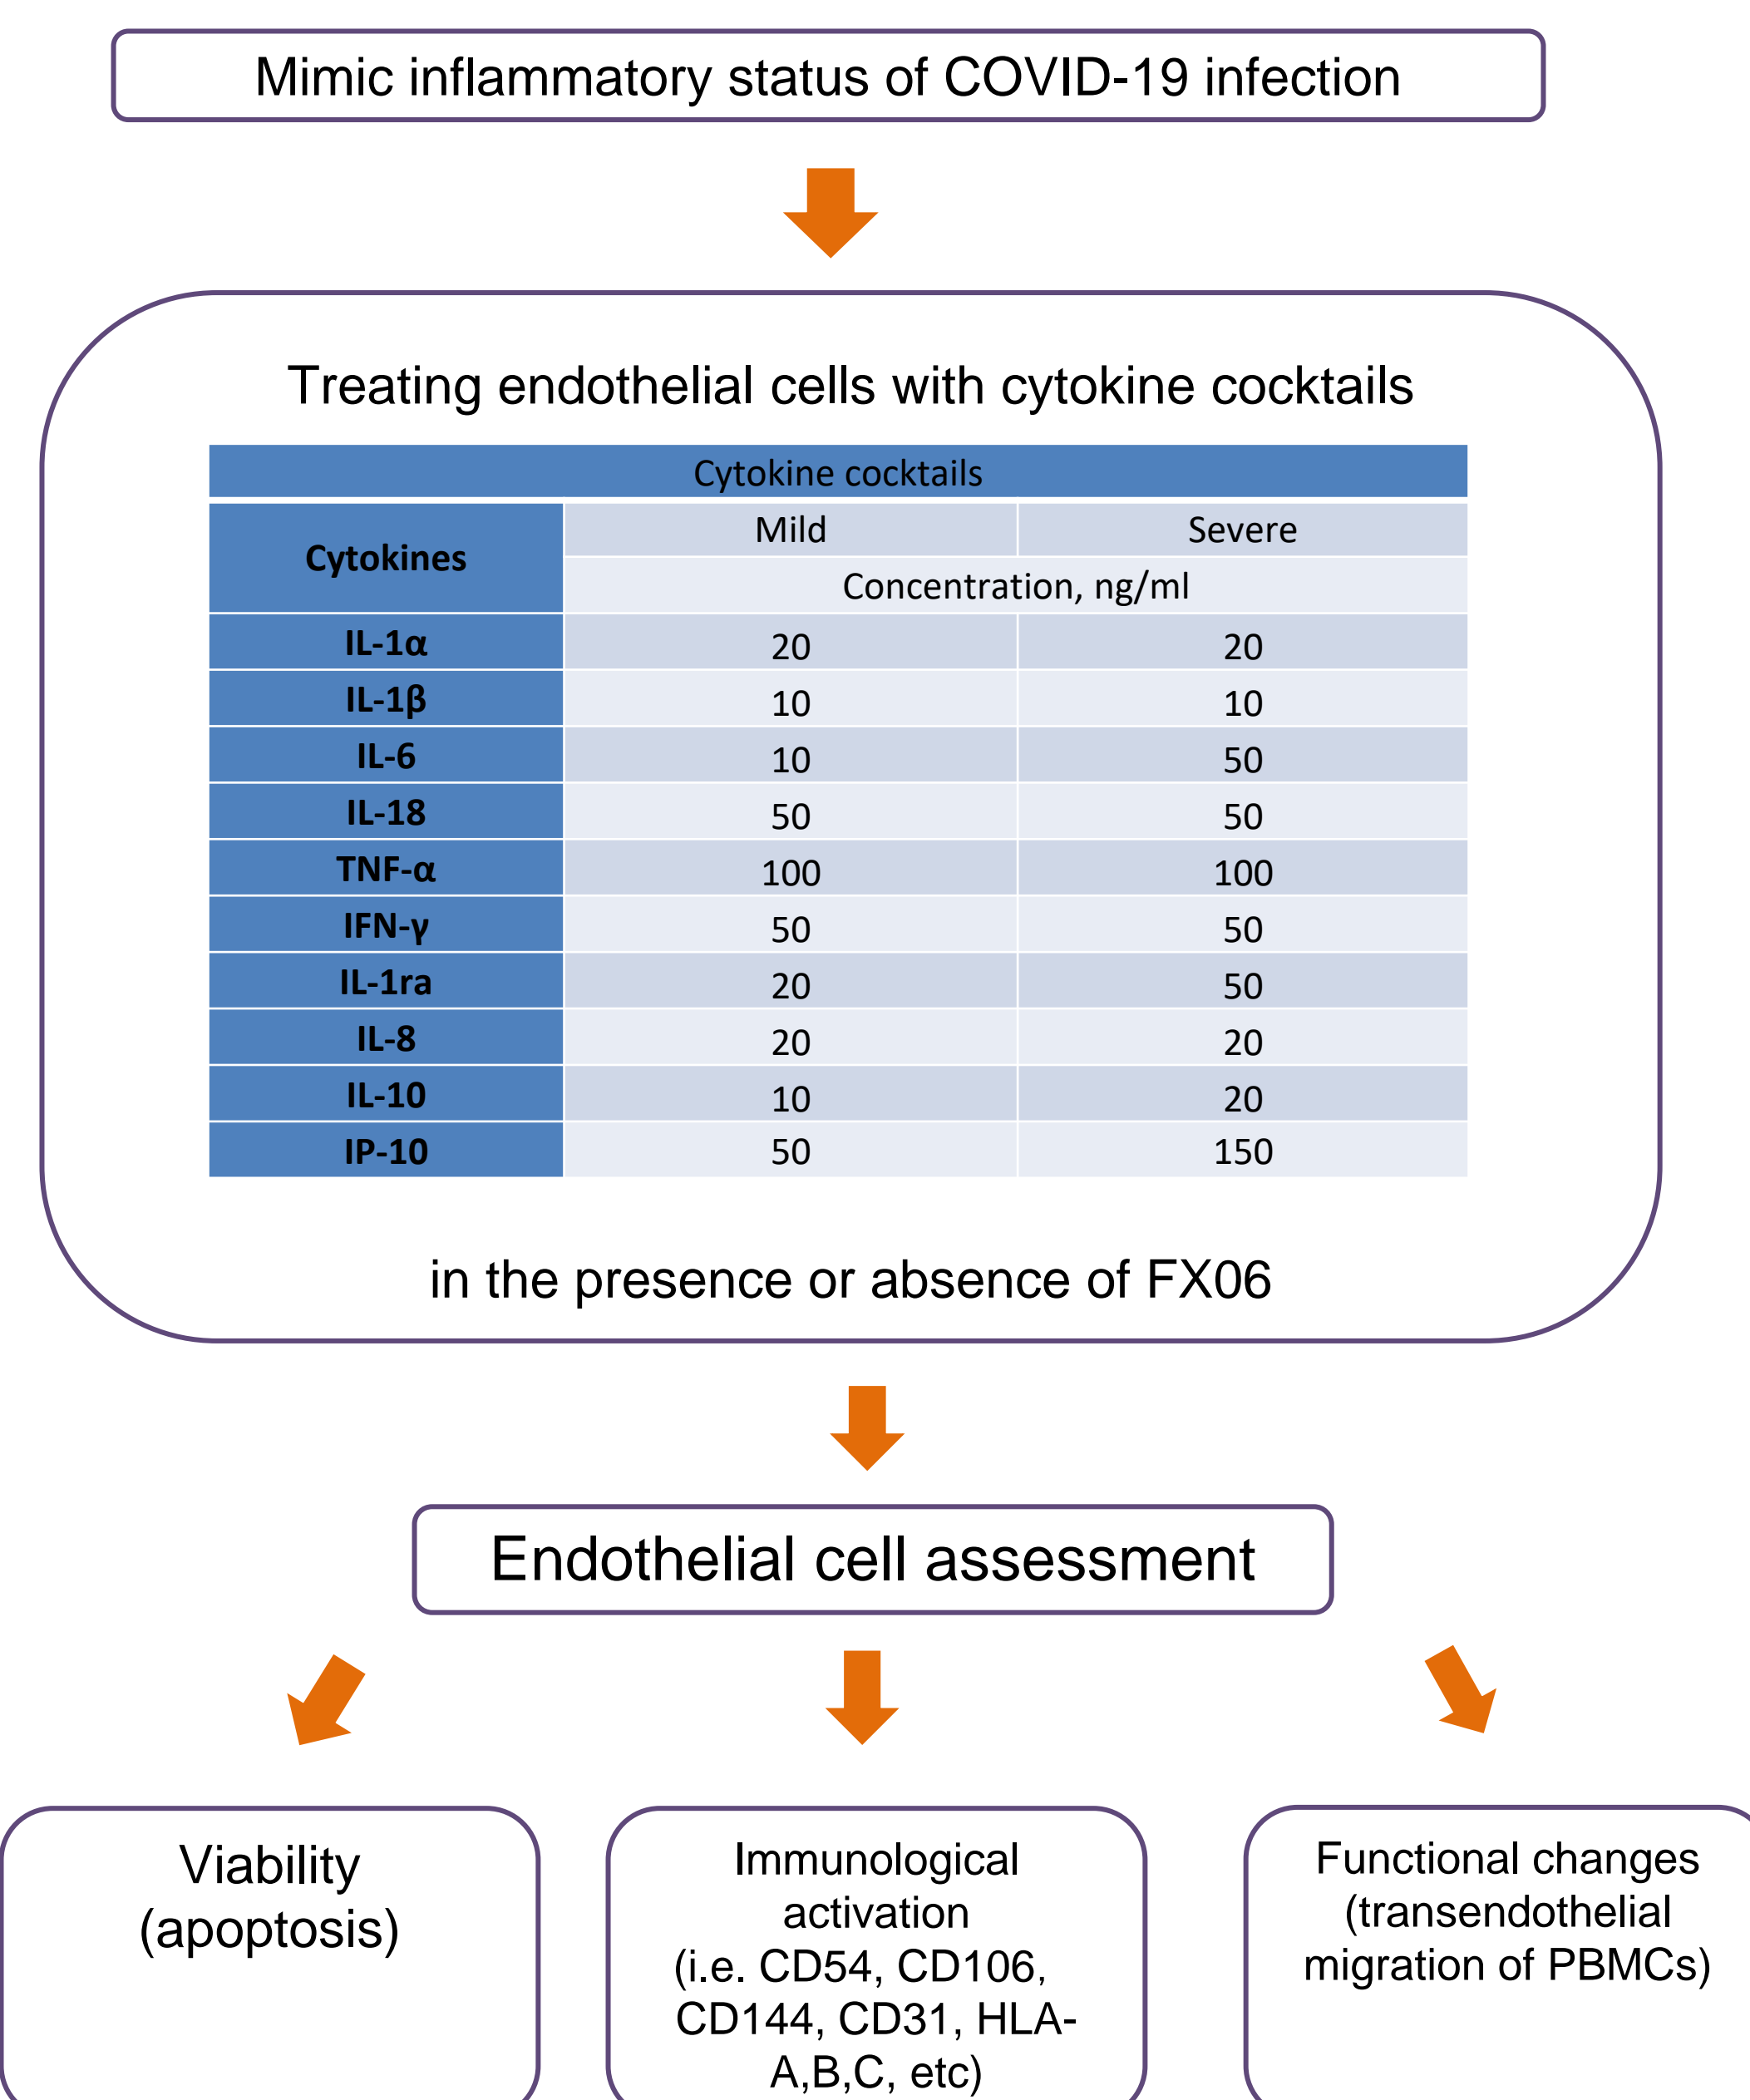 Mimic inflammatory status of COVID-19 infection
Treating endothelial cells with cytokine cocktails
Cytokine cocktails
Cytokines Mild Severe
Concentration, ng/ml
IL-1α 20 20
IL-1β 10 10
IL-6 10 50
IL-18 50 50
TNF-α 100 100
IFN-γ 50 50
IL-1ra 20 50
IL-8 20 20
IL-10 10 20
IP-10 50 150
in the presence or absence of FX06
Endothelial cell assessment
Viability
(apoptosis)
Immunological
activation
(i.e. CD54, CD106,
CD144, CD31, HLA-
A,B,C, etc)
Functional changes
(transendothelial
migration of PBMCs)